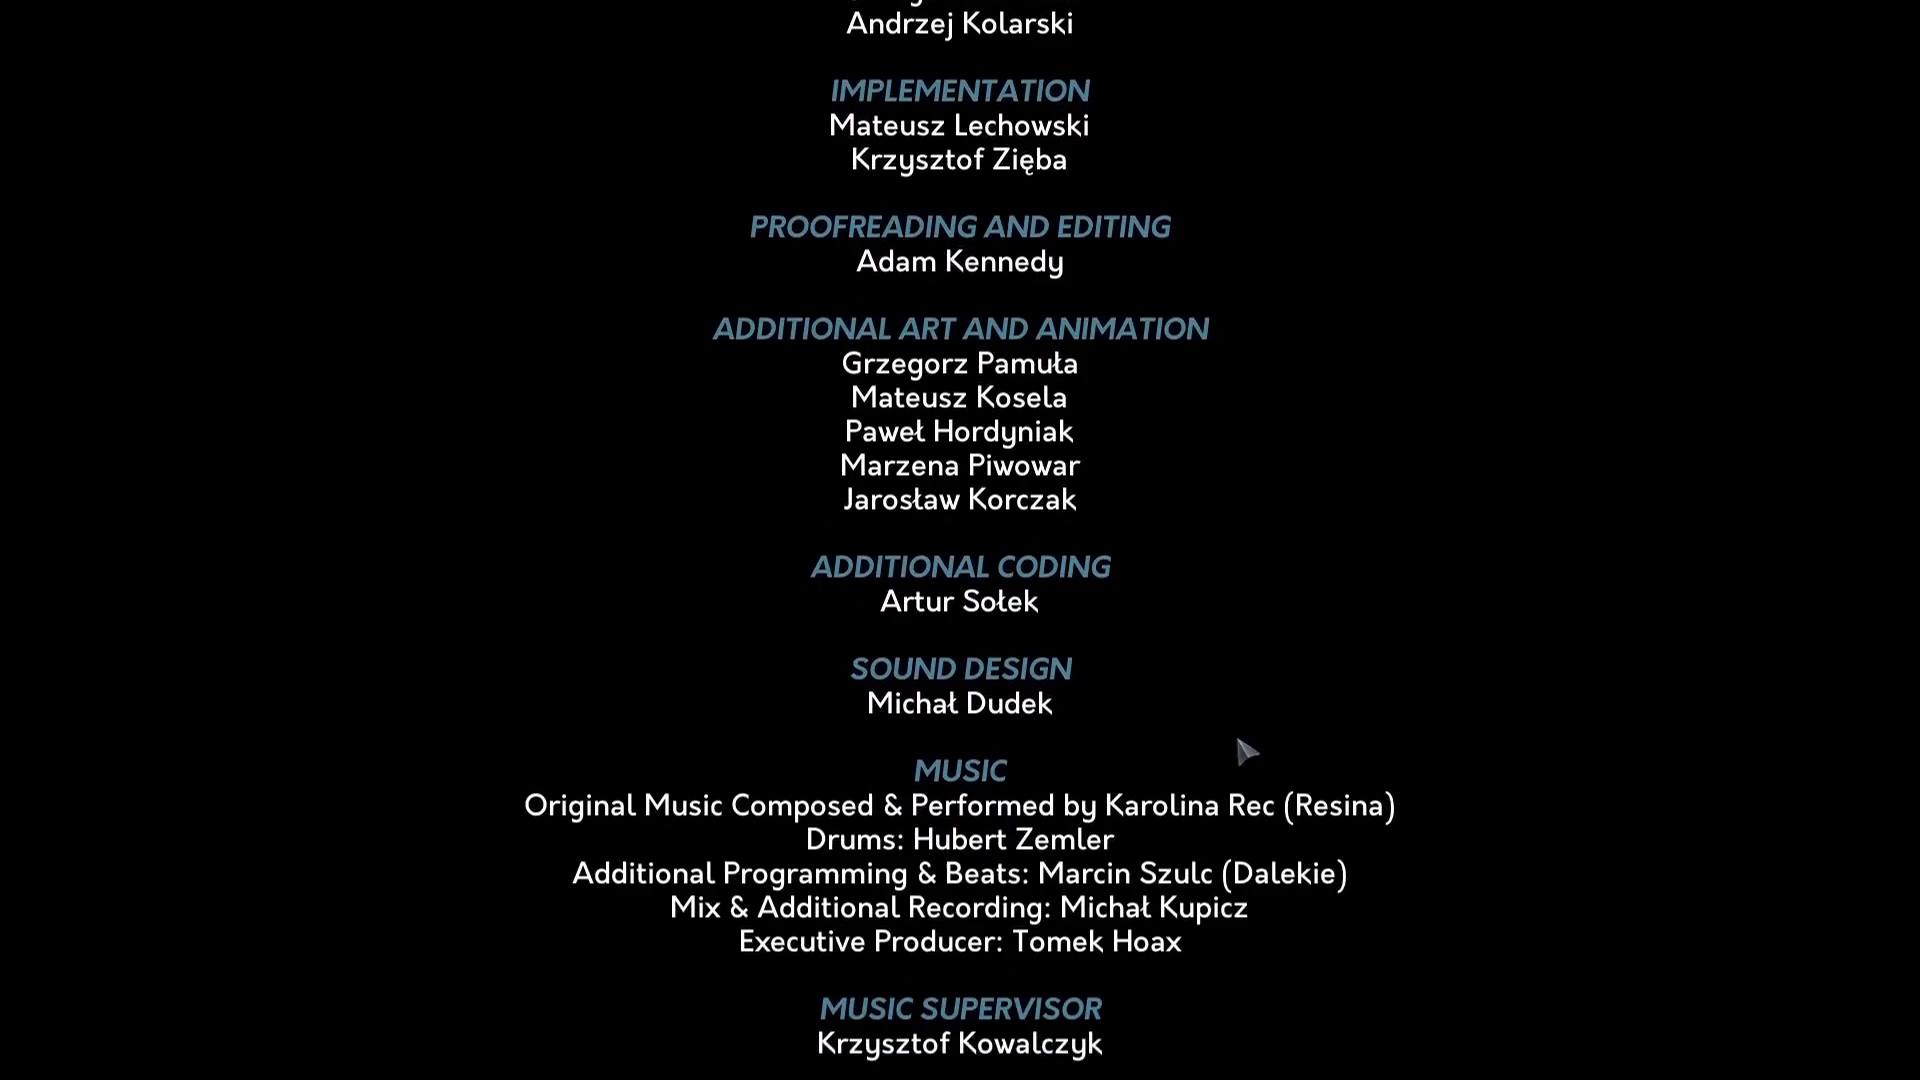 Andrzej Kolarski
IMPLEMENTATION
Mateusz Lechowski
Krzysztof Zięba
PROOFREADING AND EDITING
Adam Kennedy
ADDITIONAL ART AND ANIMATION
Grzegorz Pamuła
Mateusz Kosela
Paweł Hordyniak
Marzena Piwowar
Jarosław Korczak
ADDITIONAL CODING
Artur Sołek
SOUND DESIGN
Michał Dudek
MUSIC
Original Music Composed & Performed by Karolina Rec (Resina)
Drums: Hubert Zemler
Additional Programming & Beats: Marcin Szulc (Dalekie)
Mix & Additional Recording: Michał Kupicz
Executive Producer: Tomek Hoax
MUSIC SUPERVISOR
Krzysztof Kowalczyk